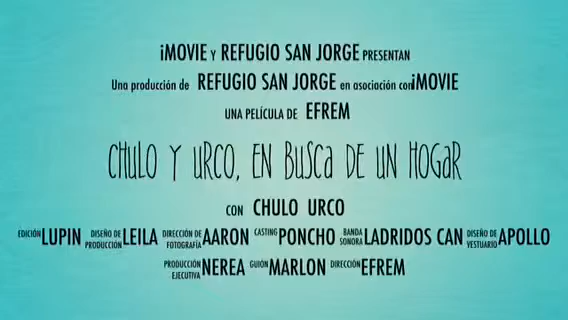 iMOVIE Y REFUGIO SAN JORGE PRESENTAN
Una producción de REFUGIO SAN JORGE en asociación con iMOVIE
UNA PELÍCULA DE EFREM
CHULO Y URCO, EN BUSCA DE UN HOGAR
CON CHULO URCO
EDICIÓN LUPIN DISEÑO DE PRODUCCIÓN LEILA DIRECCIÓN DE FOTOGRAFÍA AARON CASTING PONCHO BANDA SONORA LADRIDOS CAN DISEÑO DE VESTUARIO APOLLO
PRODUCCIÓN EJECUTIVA NEREA GUIÓN MARLON DIRECCIÓN EFREM